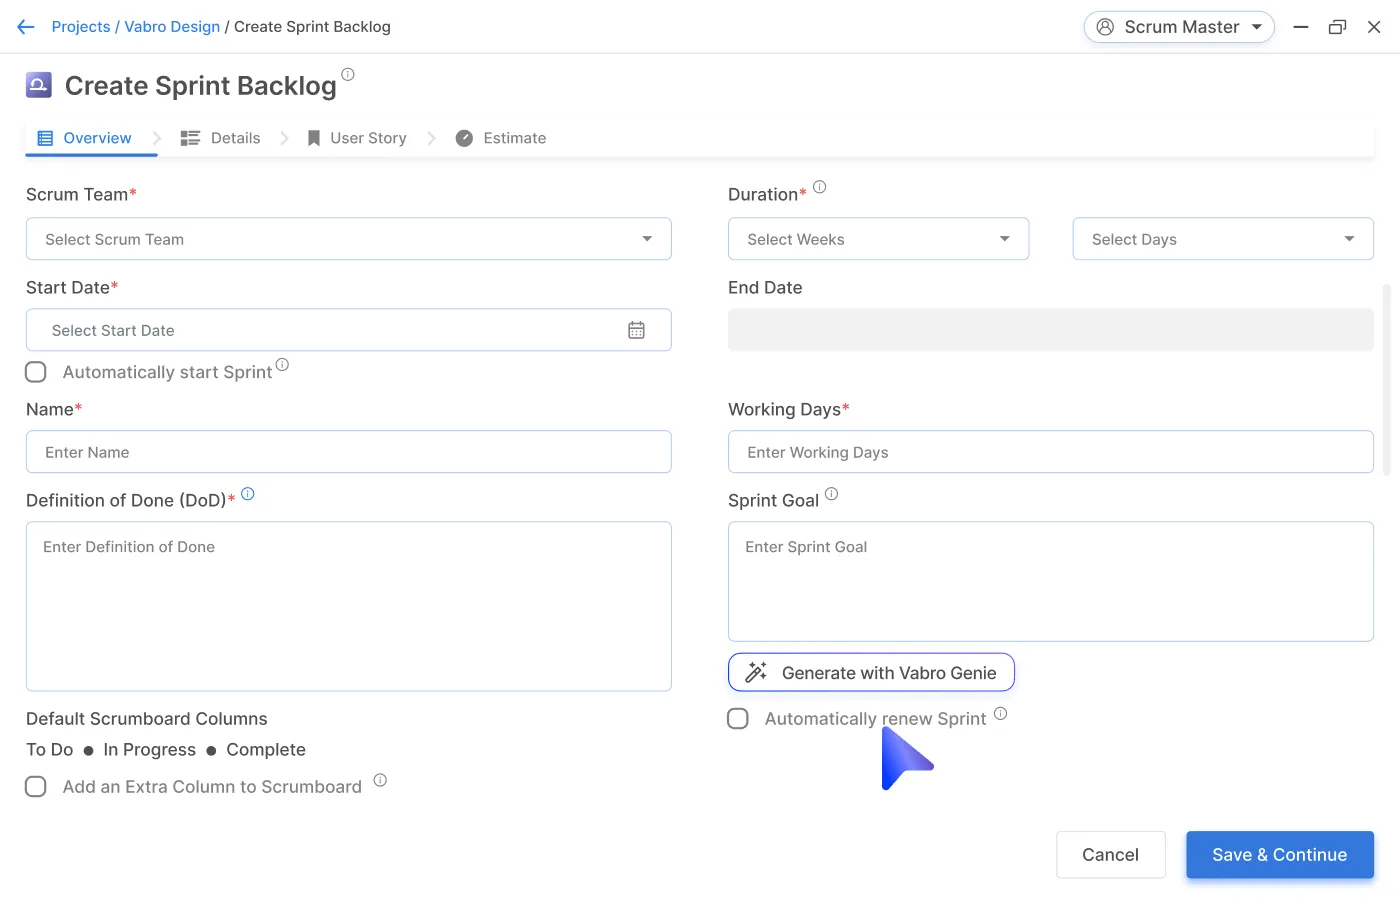 Projects / Vabro Design / Create Sprint Backlog
Scrum Master
Create Sprint Backlog
Overview
Details
User Story
Estimate
Scrum Team*
Select Scrum Team
Duration*
Select Weeks
Select Days
Start Date*
Select Start Date
End Date
Automatically start Sprint
Name*
Enter Name
Working Days*
Enter Working Days
Definition of Done (DoD)*
Enter Definition of Done
Sprint Goal
Enter Sprint Goal
Generate with Vabro Genie
Automatically renew Sprint
Default Scrumboard Columns
To Do ● In Progress ● Complete
Add an Extra Column to Scrumboard
Cancel
Save & Continue